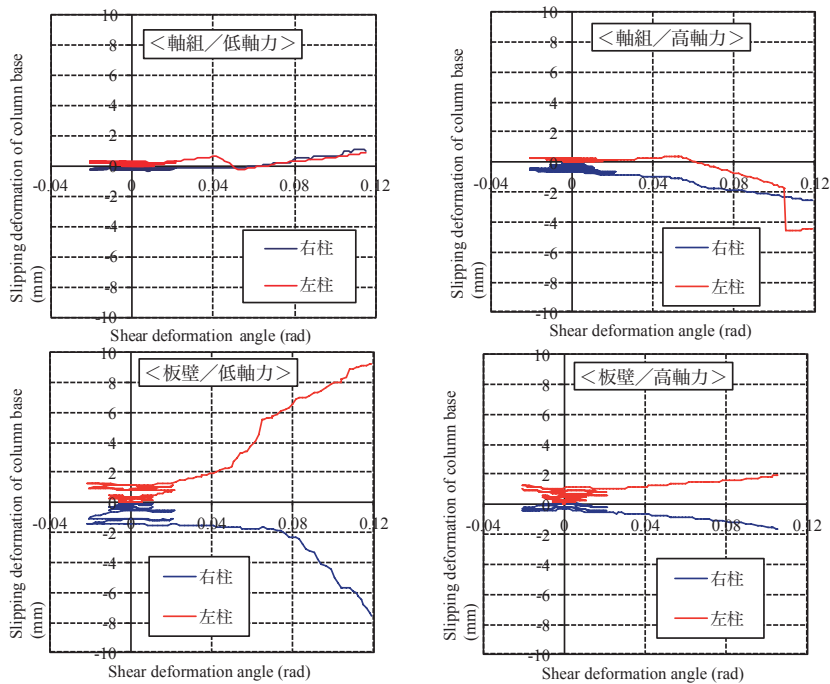 <軸組／低軸力>
10
8
6
4
2
0
-2
-4
-6
-8
-10
-0.04
0
0.04
0.08
0.12
右柱
左柱
Slipping deformation of column base
(mm)
Shear deformation angle (rad)
<軸組／高軸力>
10
8
6
4
2
0
-2
-4
-6
-8
-10
-0.04
0
0.04
0.08
0.12
右柱
左柱
Slipping deformation of column base
(mm)
Shear deformation angle (rad)
<板壁／低軸力>
10
8
6
4
2
0
-2
-4
-6
-8
-10
-0.04
0
0.04
0.08
0.12
右柱
左柱
Slipping deformation of column base
(mm)
Shear deformation angle (rad)
<板壁／高軸力>
10
8
6
4
2
0
-2
-4
-6
-8
-10
-0.04
0
0.04
0.08
0.12
右柱
左柱
Slipping deformation of column base
(mm)
Shear deformation angle (rad)